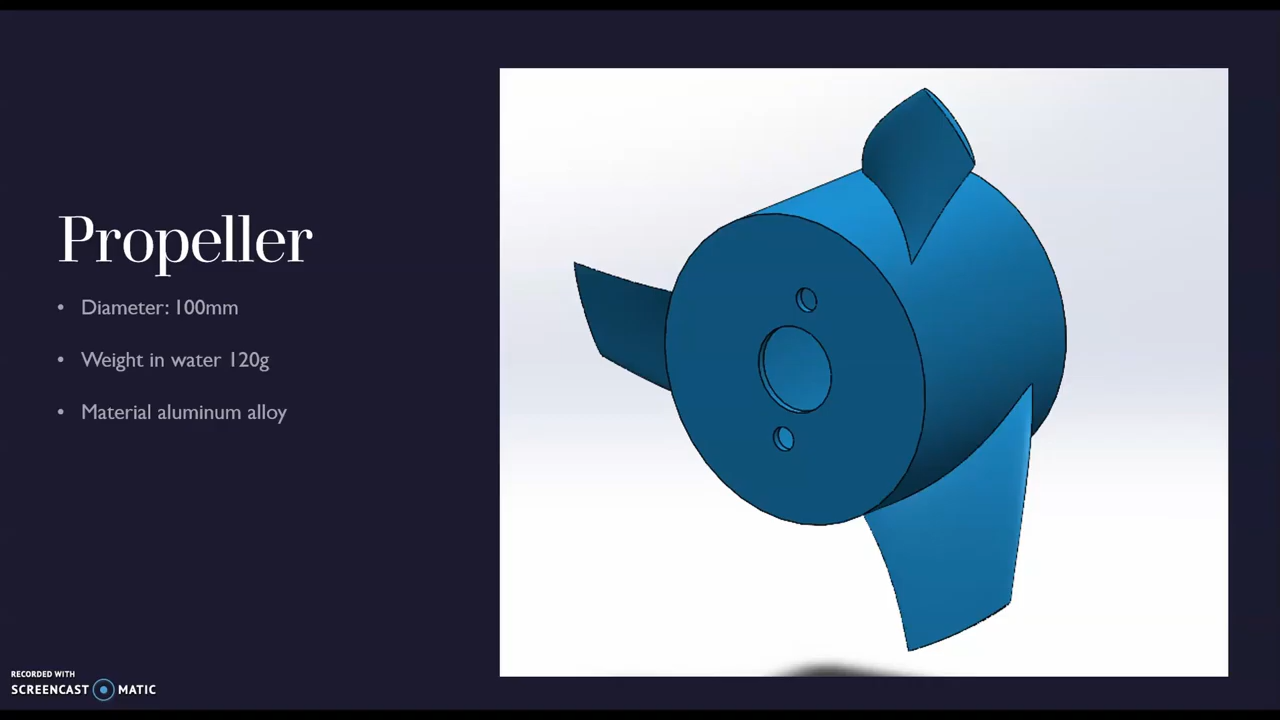 Propeller
• Diameter: 100mm
• Weight in water 120g
• Material aluminum alloy
RECORDED WITH
SCREENCAST MATIC